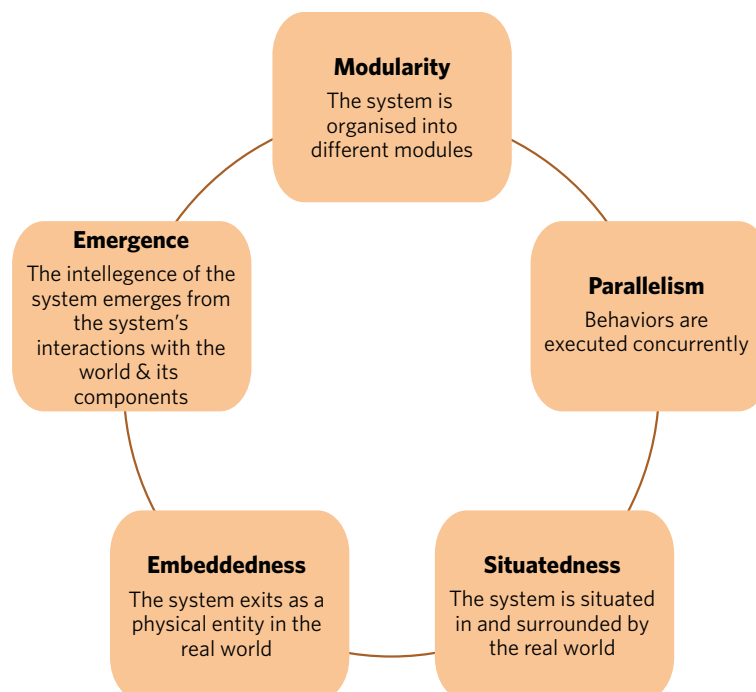 Modularity
The system is
organised into
different modules
Emergence
The intellegence of the
system emerges from
the system's
interactions with the
world & its
components
Parallelism
Behaviors are
executed concurrently
Embeddedness
The system exits as a
physical entity in the
real world
Situatedness
The system is situated
in and surrounded by
the real world